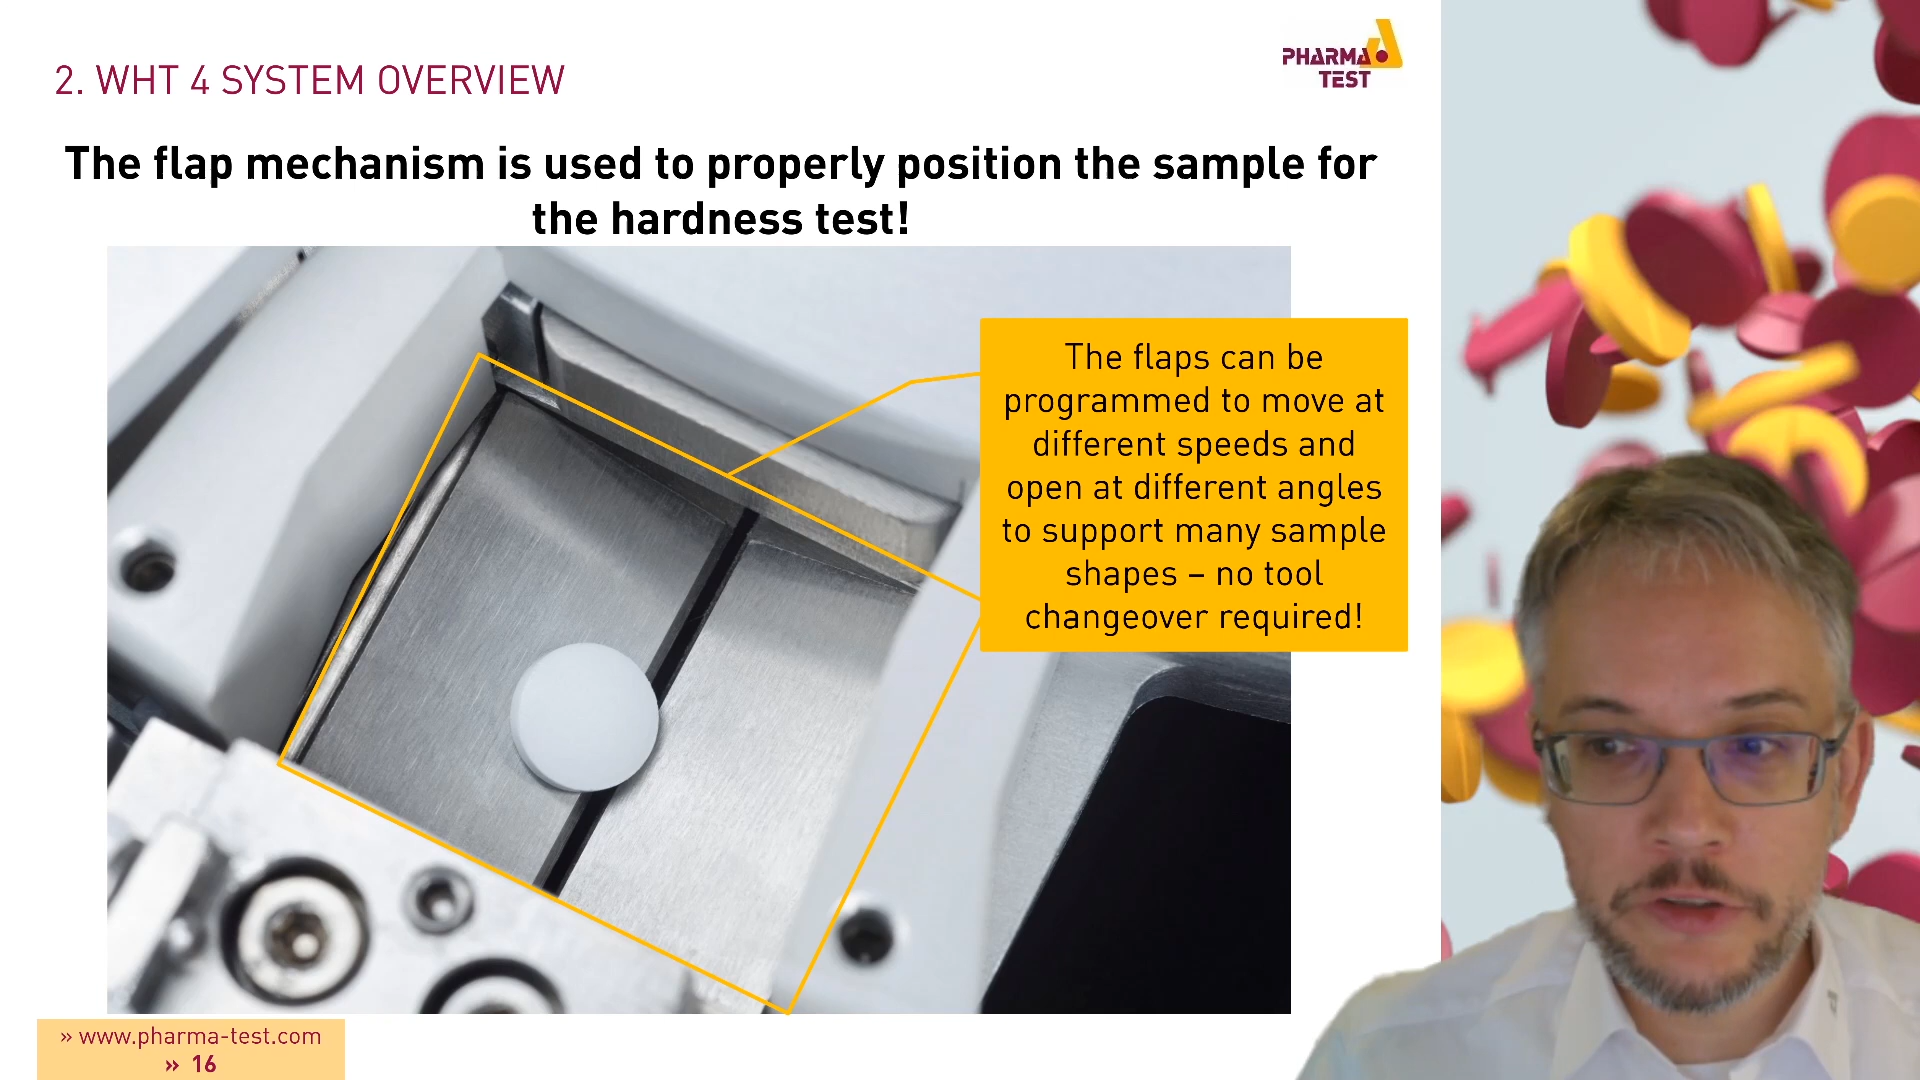 2. WHT 4 SYSTEM OVERVIEW
PHARMA
TEST
The flap mechanism is used to properly position the sample for
the hardness test!
The flaps can be
programmed to move at
different speeds and
open at different angles
to support many sample
shapes – no tool
changeover required!
» www.pharma-test.com
» 16